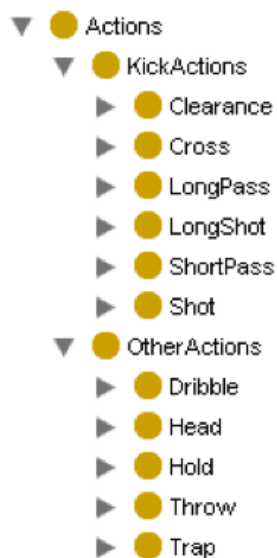 Actions
KickActions
Clearance
Cross
LongPass
LongShot
ShortPass
Shot
OtherActions
Dribble
Head
Hold
Throw
Trap